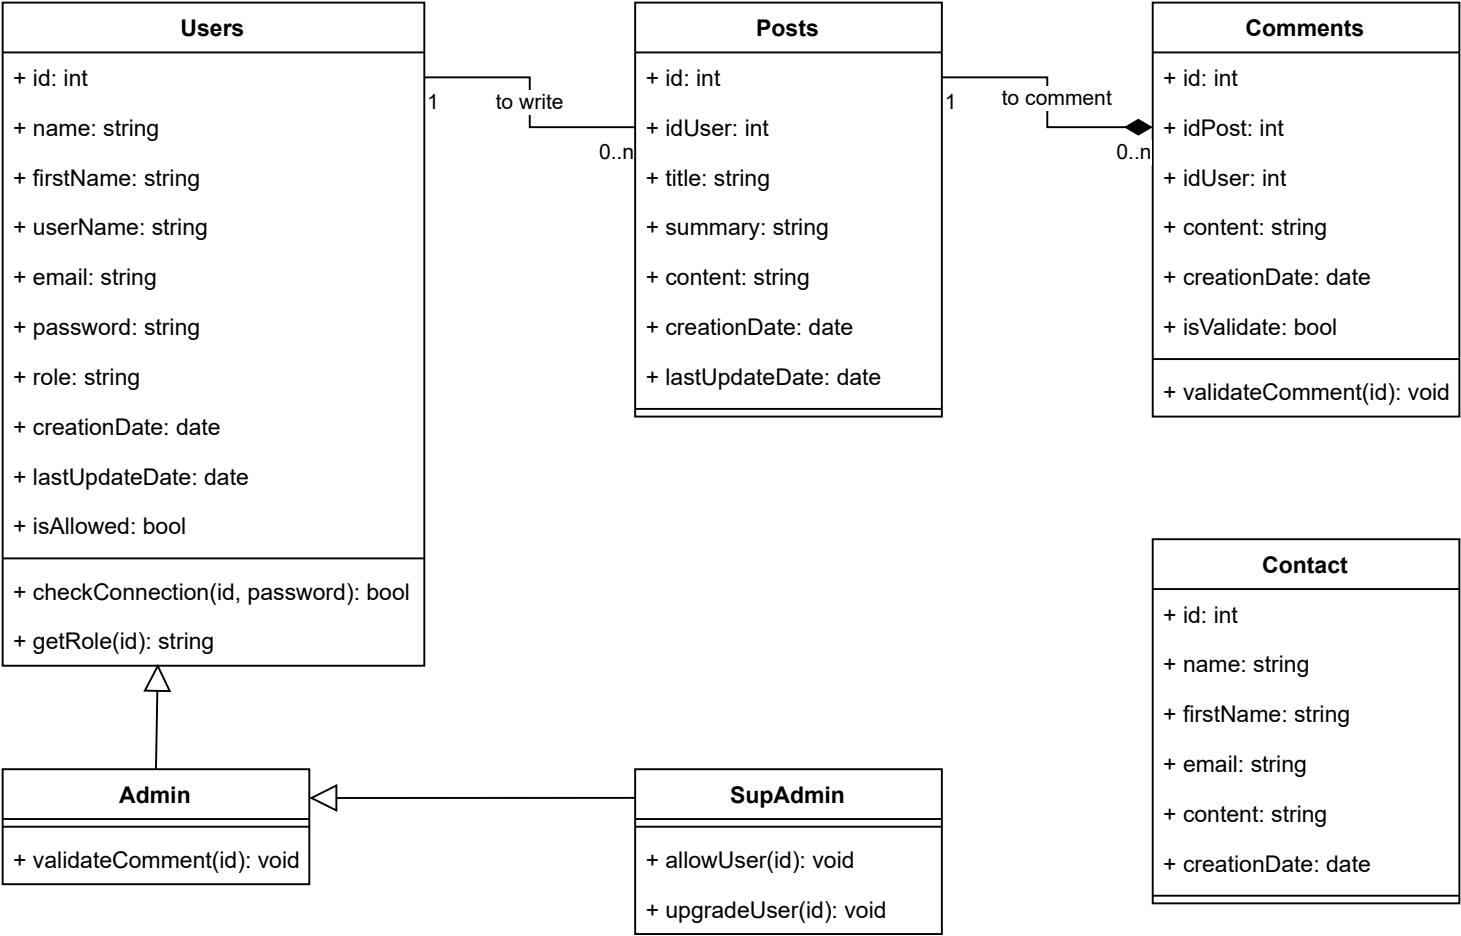 Users
+ id: int
+ name: string
+ firstName: string
+ userName: string
+ email: string
+ password: string
+ role: string
+ creationDate: date
+ lastUpdateDate: date
+ isAllowed: bool
+ checkConnection(id, password): bool
+ getRole(id): string
1
to write
0..n
Posts
+ id: int
+ idUser: int
+ title: string
+ summary: string
+ content: string
+ creationDate: date
+ lastUpdateDate: date
1
to comment
0..n
Comments
+ id: int
+ idPost: int
+ idUser: int
+ content: string
+ creationDate: date
+ isValidate: bool
+ validateComment(id): void
Admin
+ validateComment(id): void
SupAdmin
+ allowUser(id): void
+ upgradeUser(id): void
Contact
+ id: int
+ name: string
+ firstName: string
+ email: string
+ content: string
+ creationDate: date